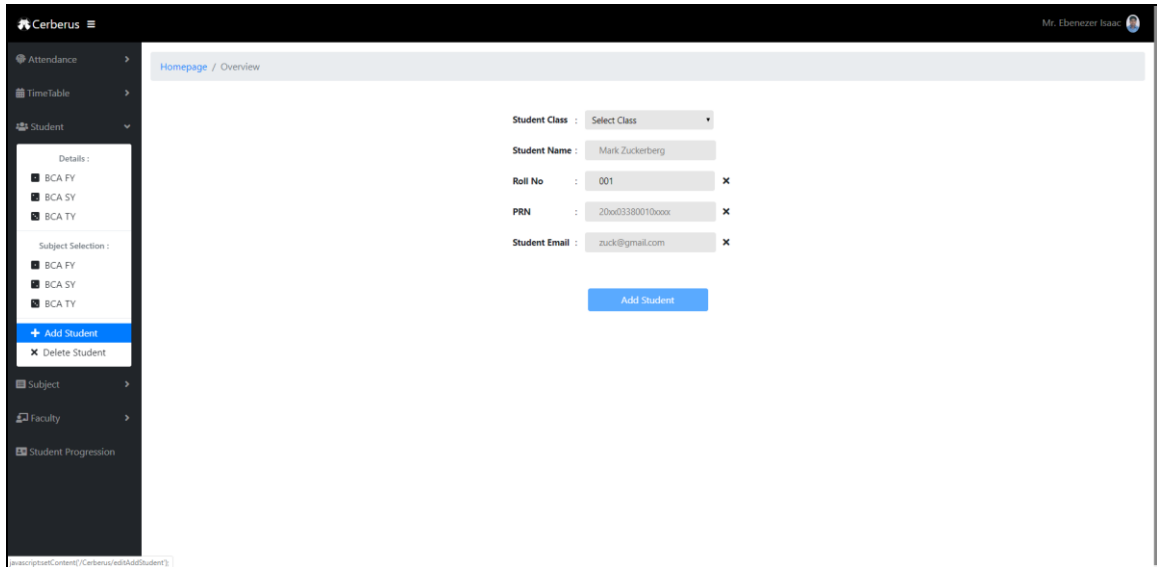 Cerberus
Mr. Ebenezer Isaac
Attendance
TimeTable
Student
Details :
BCA FY
BCA SY
BCA TY
Subject Selection :
BCA FY
BCA SY
BCA TY
Add Student
Delete Student
Subject
Faculty
Student Progression
Homepage / Overview
Student Class : Select Class
Student Name : Mark Zuckerberg
Roll No : 001
PRN : 20xx03380010xxxx
Student Email : zuck@gmail.com
Add Student
javascript:setContent('/Cerberus/editAddStudent');